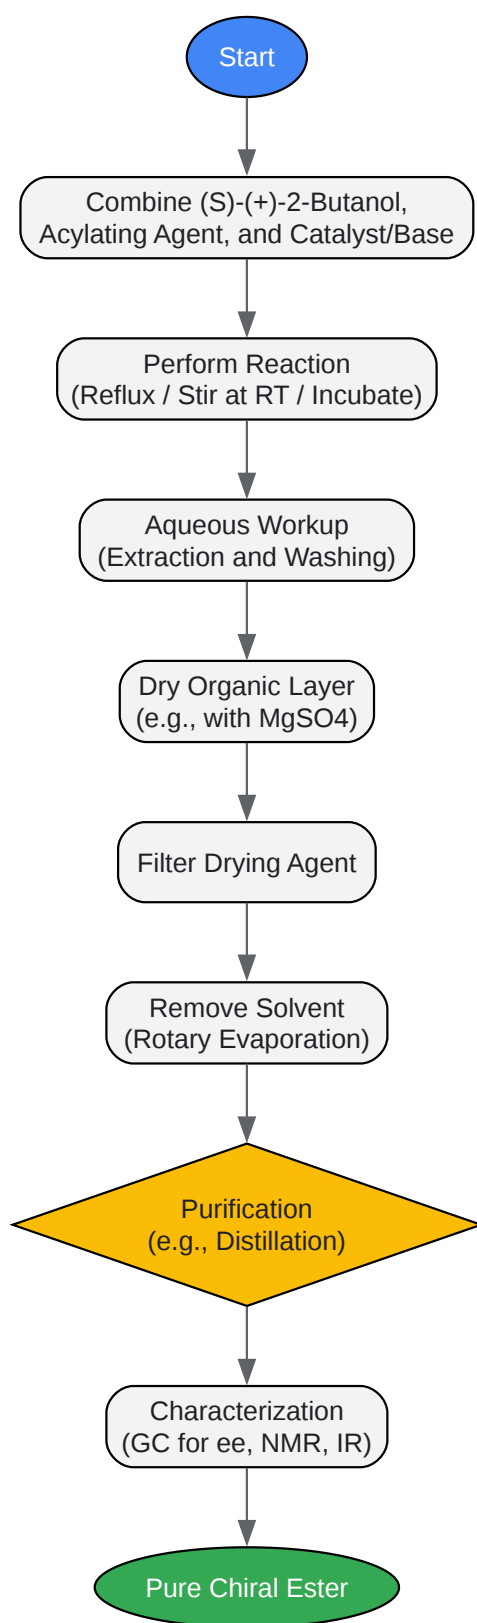 Start
Combine (S)-(+)-2-Butanol,
Acylating Agent, and Catalyst/Base
Perform Reaction
(Reflux / Stir at RT / Incubate)
Aqueous Workup
(Extraction and Washing)
Dry Organic Layer
(e.g., with MgSO4)
Filter Drying Agent
Remove Solvent
(Rotary Evaporation)
Purification
(e.g., Distillation)
Characterization
(GC for ee, NMR, IR)
Pure Chiral Ester